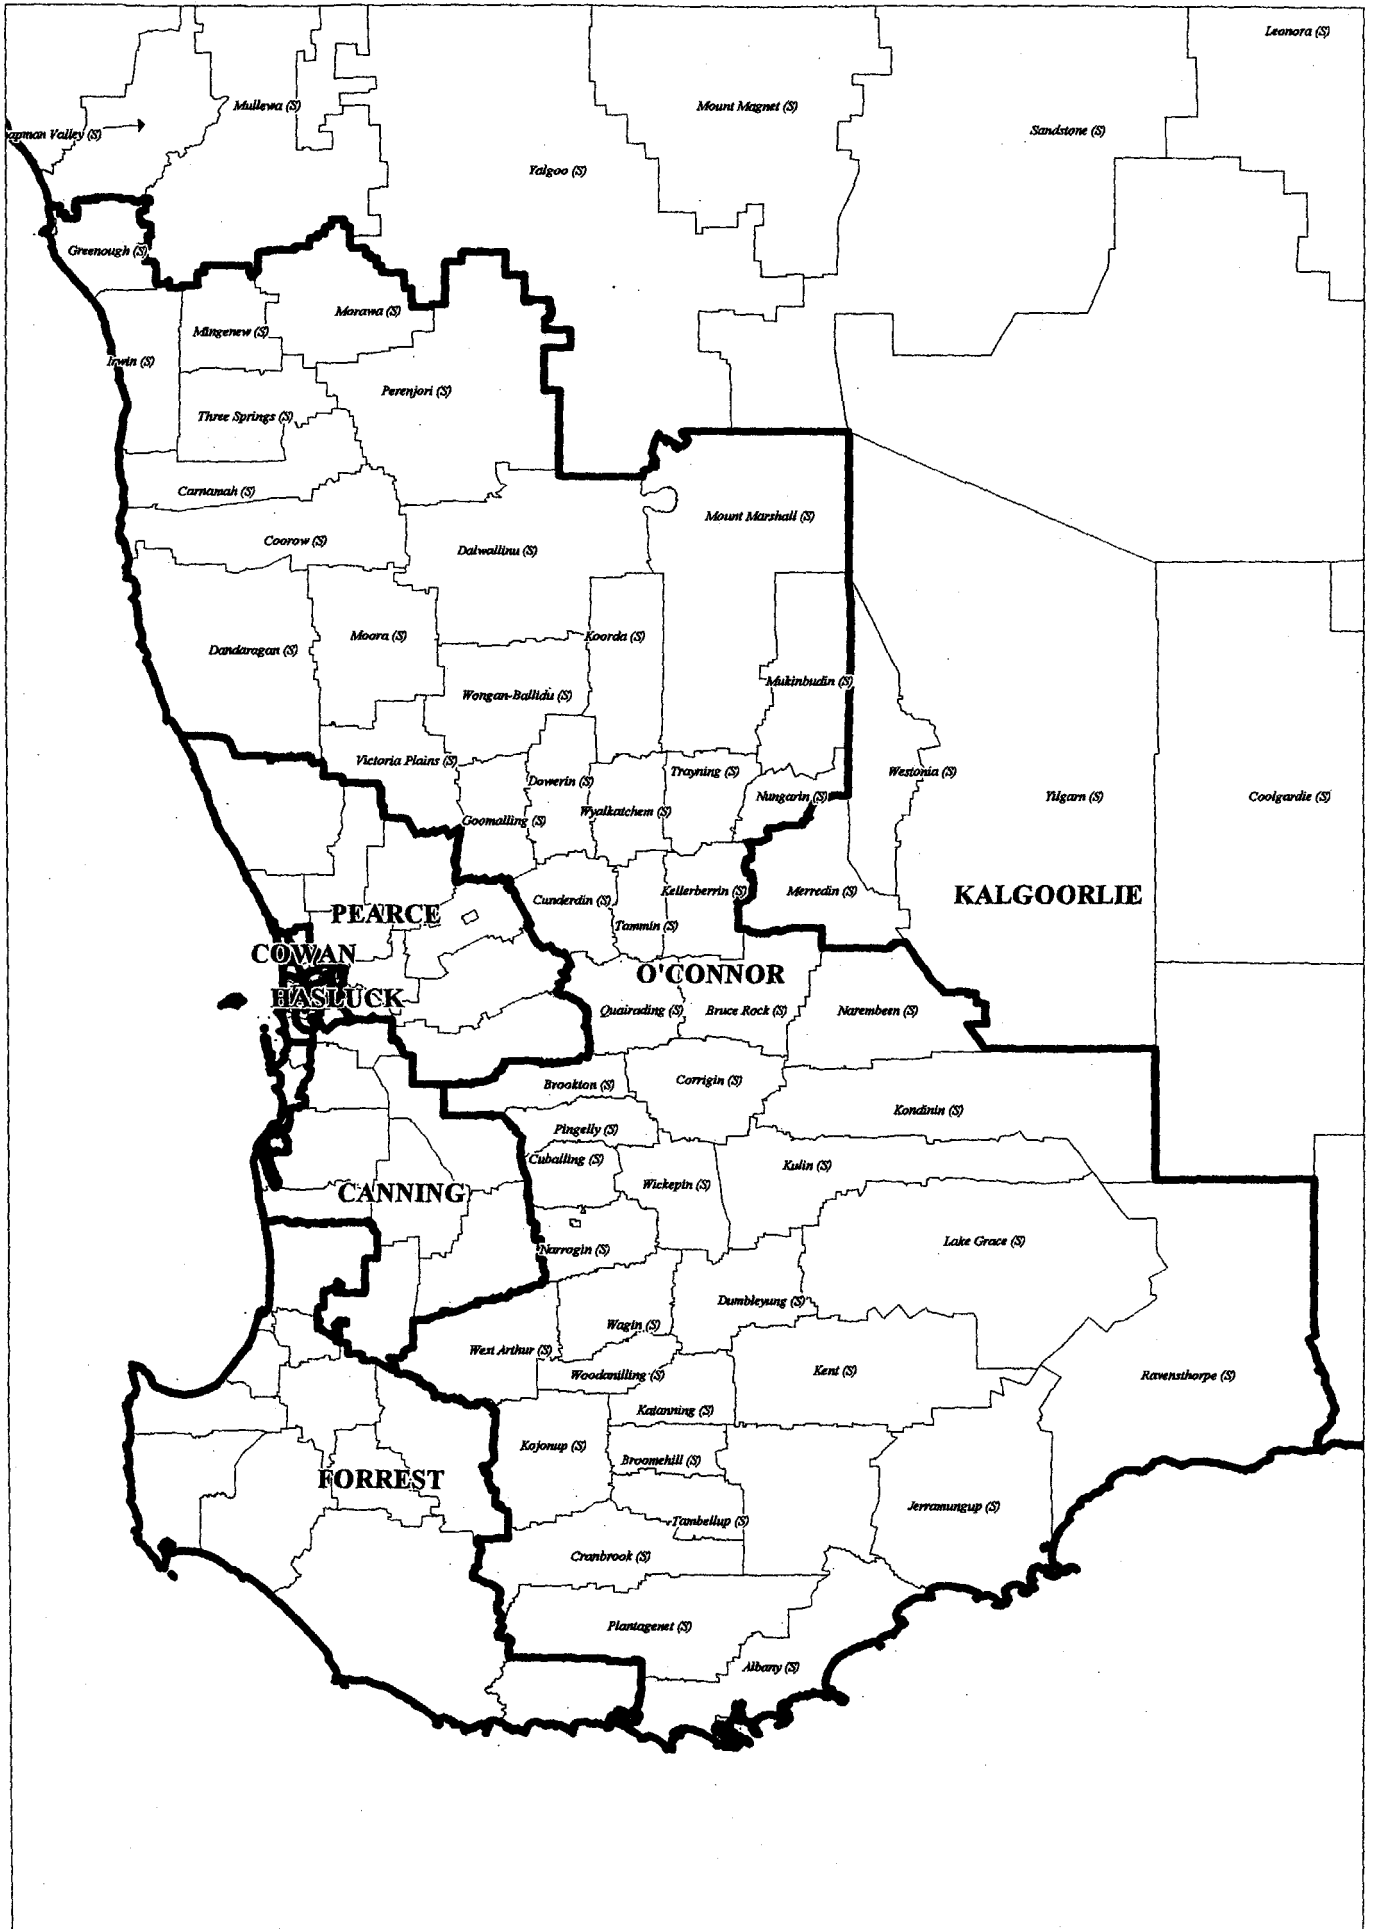 Leonora (S)
Mullewa (S)
Mount Magnet (S)
apman Valley (S)
Sandstone (S)
Yalgoo (S)
Greenough (S)
Morawa (S)
Mingenew (S)
Irwin (S)
Perenjori (S)
Three Springs (S)
Carnamah (S)
Mount Marshall (S)
Coorow (S)
Dalwallinu (S)
Moora (S)
Koorda (S)
Dandaragan (S)
Mukinbudin (S)
Wongan-Ballidu (S)
Victoria Plains (S)
Trayning (S)
Westonia (S)
Dowerin (S)
Nungarin (S)
Yilgarn (S)
Coolgardie (S)
Wyalkatchem (S)
Goomalling (S)
Kellerberrin (S)
Merredin (S)
KALGOORLIE
Cunderdin (S)
PEARCE
Tammin (S)
COWAN
O'CONNOR
HASLUCK
Quairading (S)
Bruce Rock (S)
Narembeen (S)
Corrigin (S)
Brookton (S)
Kondinin (S)
Pingelly (S)
Cuballing (S)
Kulin (S)
Wickepin (S)
CANNING
Lake Grace (S)
Narrogin (S)
Dumbleyung (S)
Wagin (S)
West Arthur (S)
Kent (S)
Woodanilling (S)
Ravensthorpe (S)
Katanning (S)
Kojonup (S)
Broomehill (S)
FORREST
Jerramungup (S)
Tambellup (S)
Cranbrook (S)
Plantagenet (S)
Albany (S)